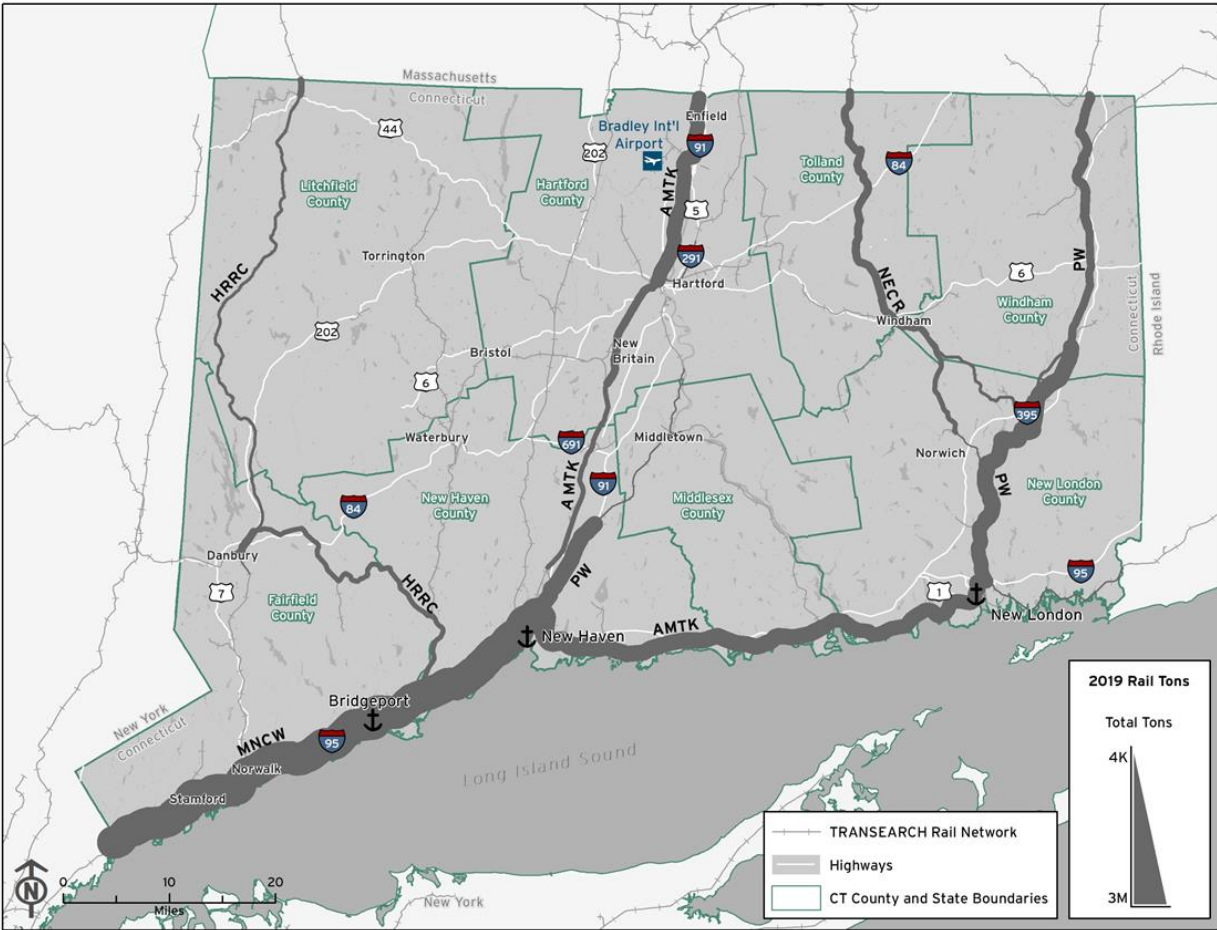 Massachusetts
Connecticut
44
202
Bradley Int'l
Airport
Enfield
91
AMTK
5
Tolland
County
84
Litchfield
County
Hartford
County
HRRC
Torrington
291
Hartford
NECR
6
PW
Windham
County
Windham
Connecticut
Rhode Island
202
New
Britain
Bristol
6
Waterbury
691
Middletown
395
Norwich
AMTK
91
PW
New London
County
84
New Haven
County
Middlesex
County
Danbury
7
Fairfield
County
HRRC
PW
95
1
New London
New Haven
AMTK
Bridgeport
New York
Connecticut
MNCW
95
Norwalk
Stamford
Long Island Sound
2019 Rail Tons
Total Tons
4K
3M
TRANSEARCH Rail Network
Highways
CT County and State Boundaries
N
0 10 20
Miles
New York